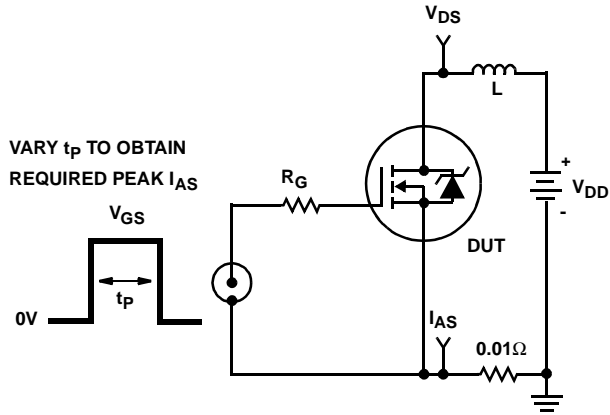 V_DS
L
VARY t_P TO OBTAIN
REQUIRED PEAK I_AS
R_G
+
V_DD
-
V_GS
DUT
t_P
0V
I_AS
0.01Ω